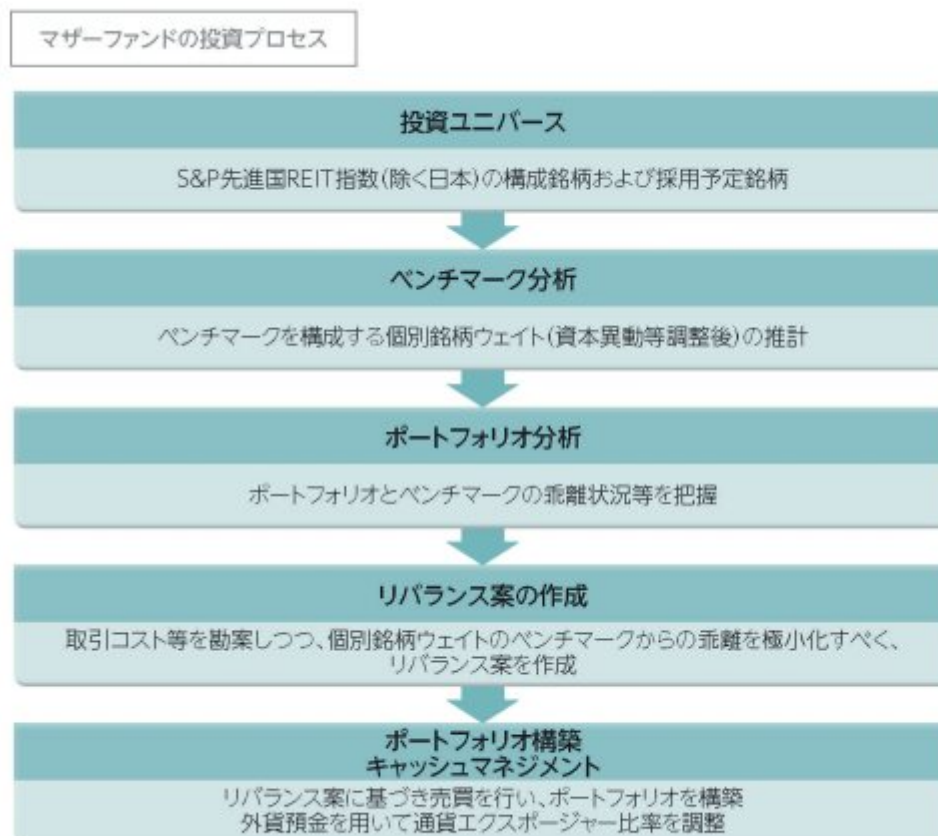 マザーファンドの投資プロセス
投資ユニバース
S&P先進国REIT指数(除く日本)の構成銘柄および採用予定銘柄
ベンチマーク分析
ベンチマークを構成する個別銘柄ウェイト(資本異動等調整後)の推計
ポートフォリオ分析
ポートフォリオとベンチマークの乖離状況等を把握
リバランス案の作成
取引コスト等を勘案しつつ、個別銘柄ウェイトのベンチマークからの乖離を極小化すべく、
リバランス案を作成
ポートフォリオ構築
キャッシュマネジメント
リバランス案に基づき売買を行い、ポートフォリオを構築
外貨預金を用いて通貨エクスポージャー比率を調整